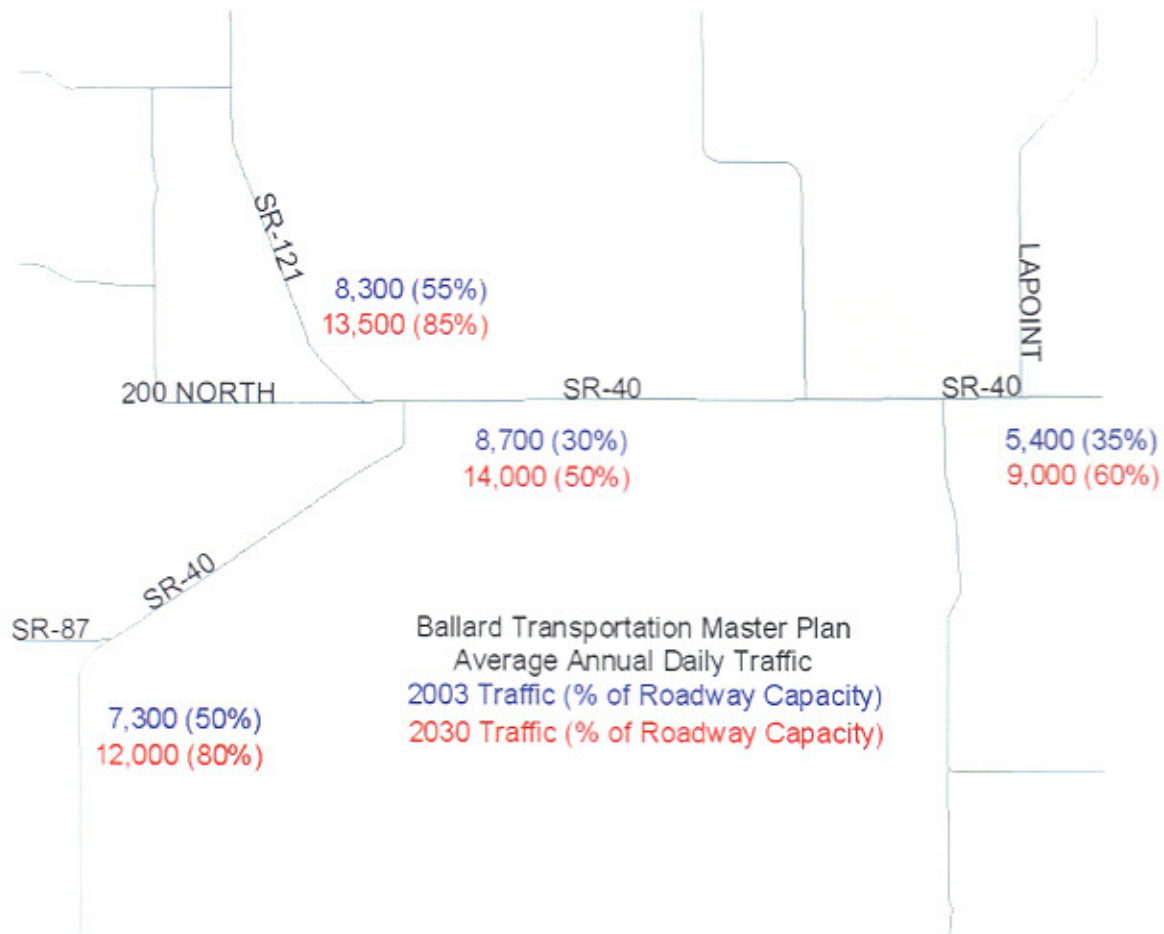 SR-121
LAPOINT
8,300 (55%)
13,500 (85%)
200 NORTH
SR-40
SR-40
8,700 (30%)
14,000 (50%)
5,400 (35%)
9,000 (60%)
SR-40
SR-87
Ballard Transportation Master Plan
Average Annual Daily Traffic
2003 Traffic (% of Roadway Capacity)
2030 Traffic (% of Roadway Capacity)
7,300 (50%)
12,000 (80%)